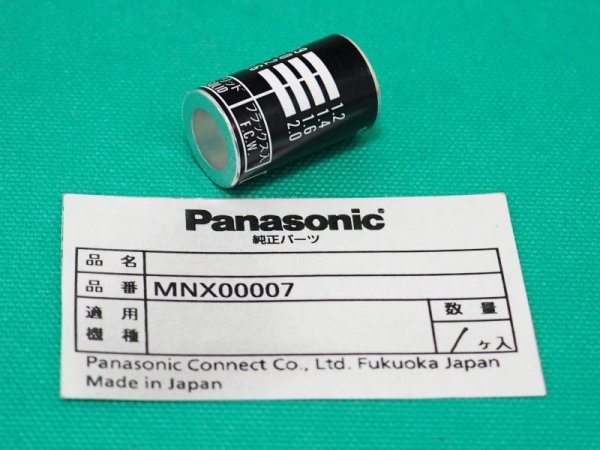 1.2
1.4
1.6
2.0
フラックス入
F.C.W
Panasonic
純正パーツ
品名
品番 MNX00007
適用
機種
数量
1ヶ入
Panasonic Connect Co., Ltd. Fukuoka Japan
Made in Japan